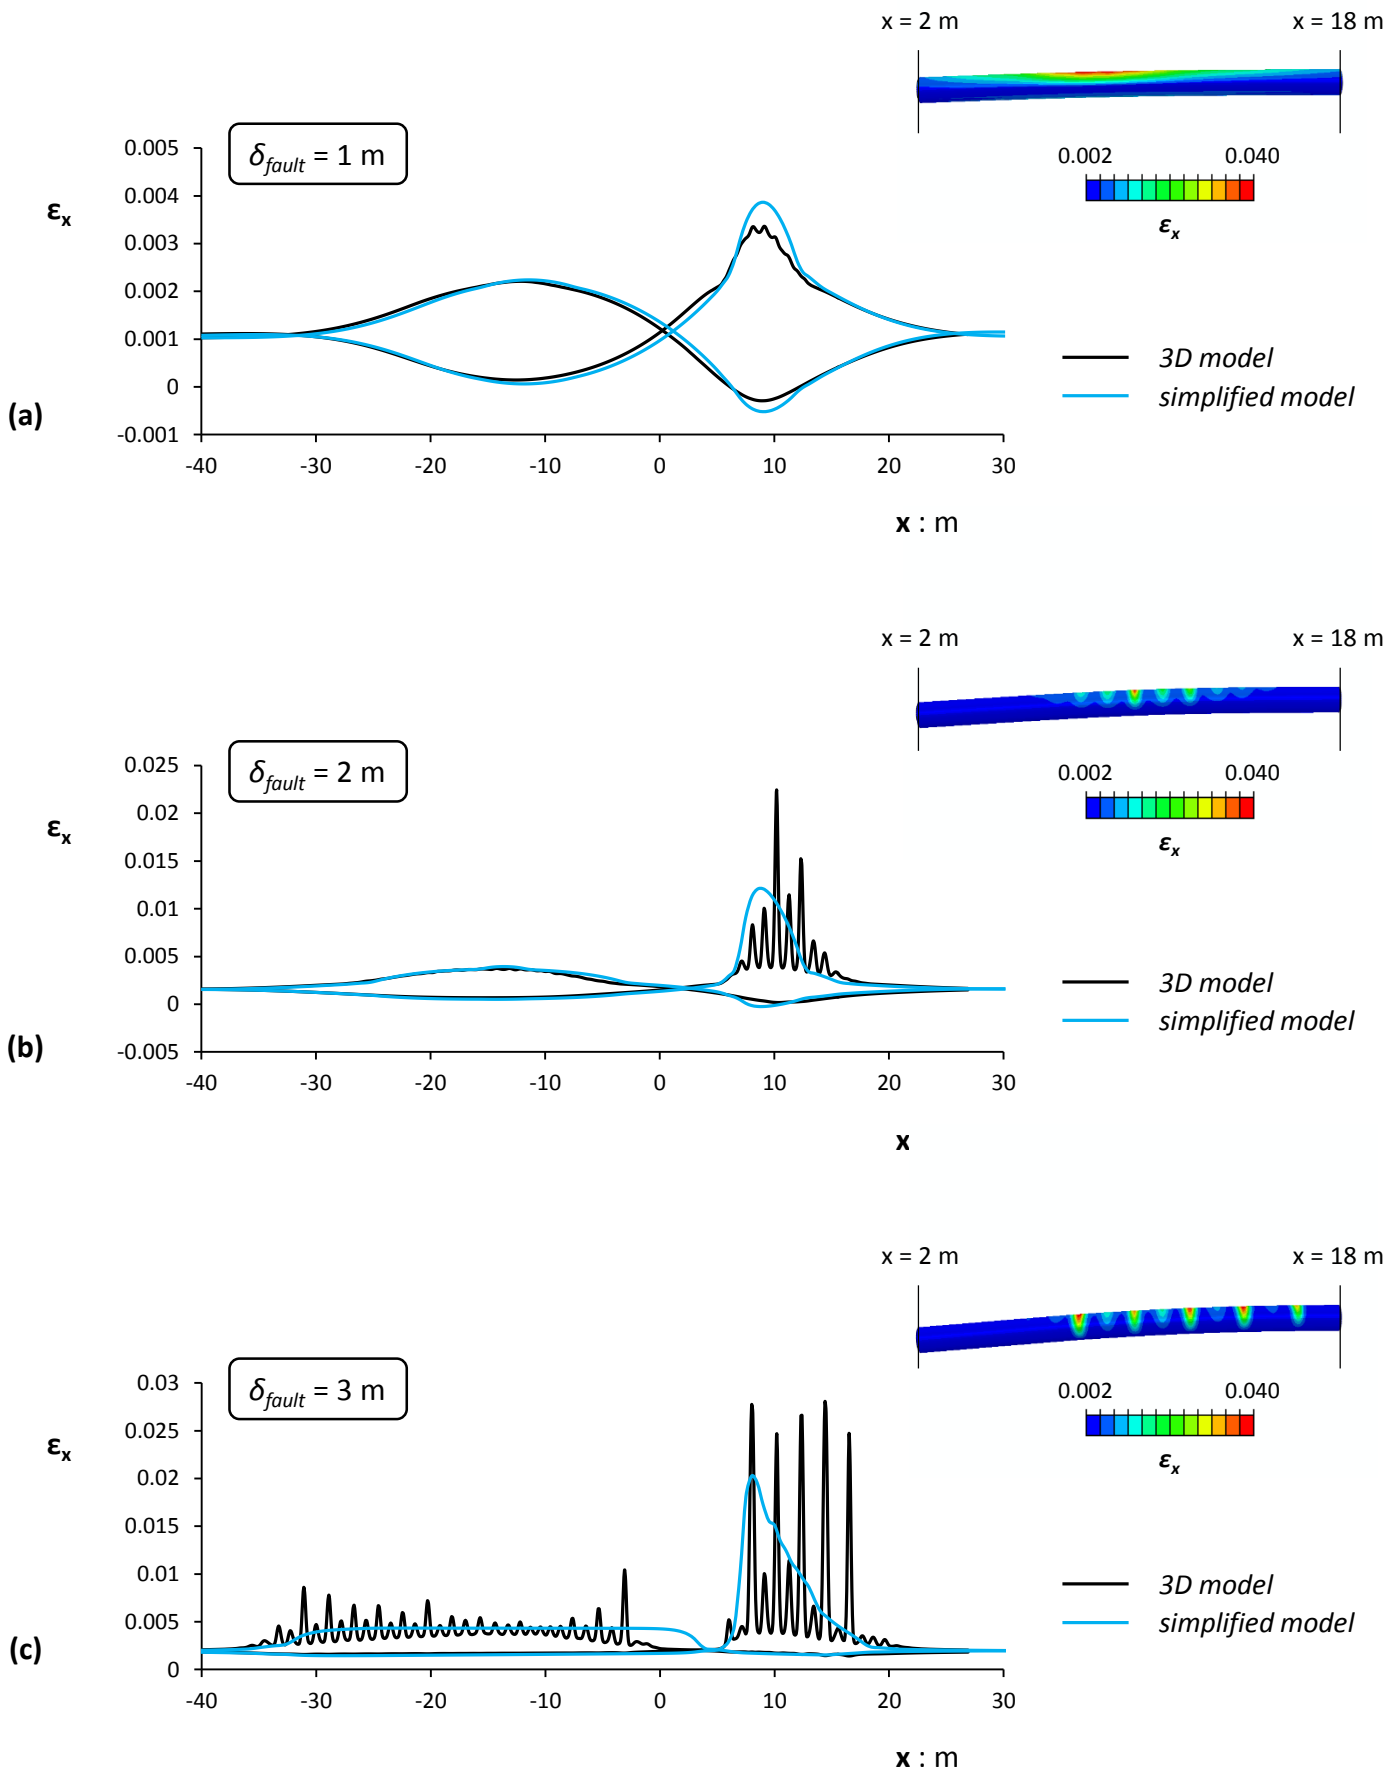 x = 2 m x = 18 m
δfault = 1 m
0.002 0.040
εx
εx
0.005
0.004
0.003
0.002
0.001
0
-0.001
3D model
simplified model
(a)
-40 -30 -20 -10 0 10 20 30
x : m
x = 2 m x = 18 m
δfault = 2 m
0.002 0.040
εx
εx
0.025
0.02
0.015
0.01
0.005
0
-0.005
3D model
simplified model
(b)
-40 -30 -20 -10 0 10 20 30
x
x = 2 m x = 18 m
δfault = 3 m
0.002 0.040
εx
εx
0.03
0.025
0.02
0.015
0.01
0.005
0
3D model
simplified model
(c)
-40 -30 -20 -10 0 10 20 30
x : m